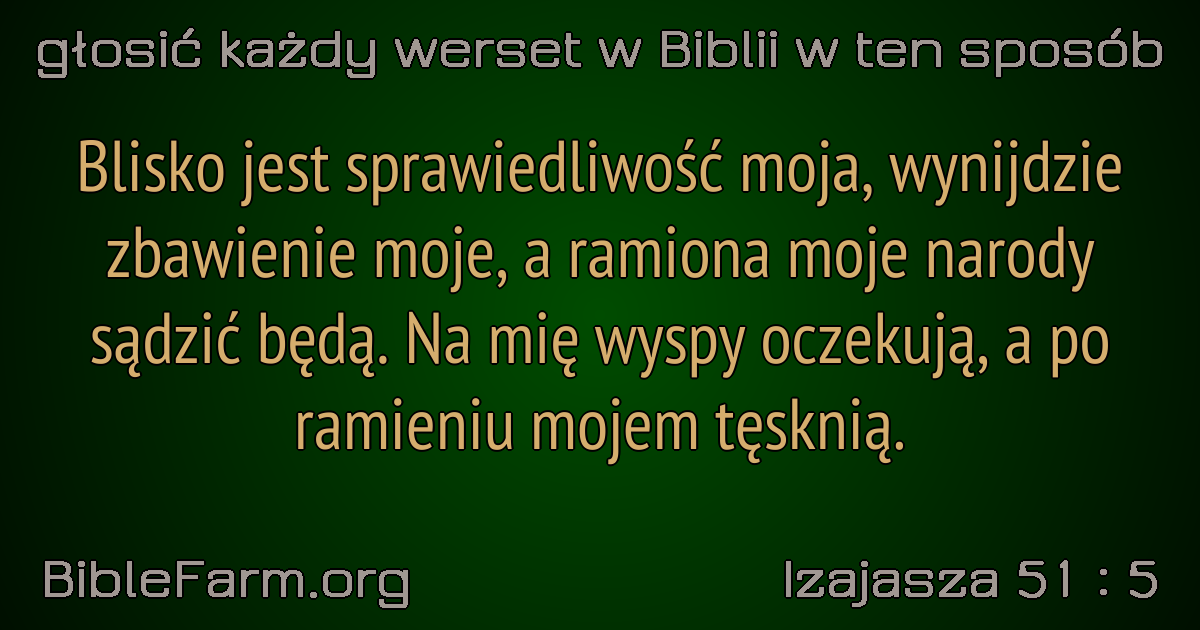 głosić każdy werset w Biblii w ten sposób
Blisko jest sprawiedliwość moja, wynijdzie
zbawienie moje, a ramiona moje narody
sądzić będą. Na mię wyspy oczekują, a po
ramieniu mojem tęsknią.
BibleFarm.org
Izajasza 51 : 5